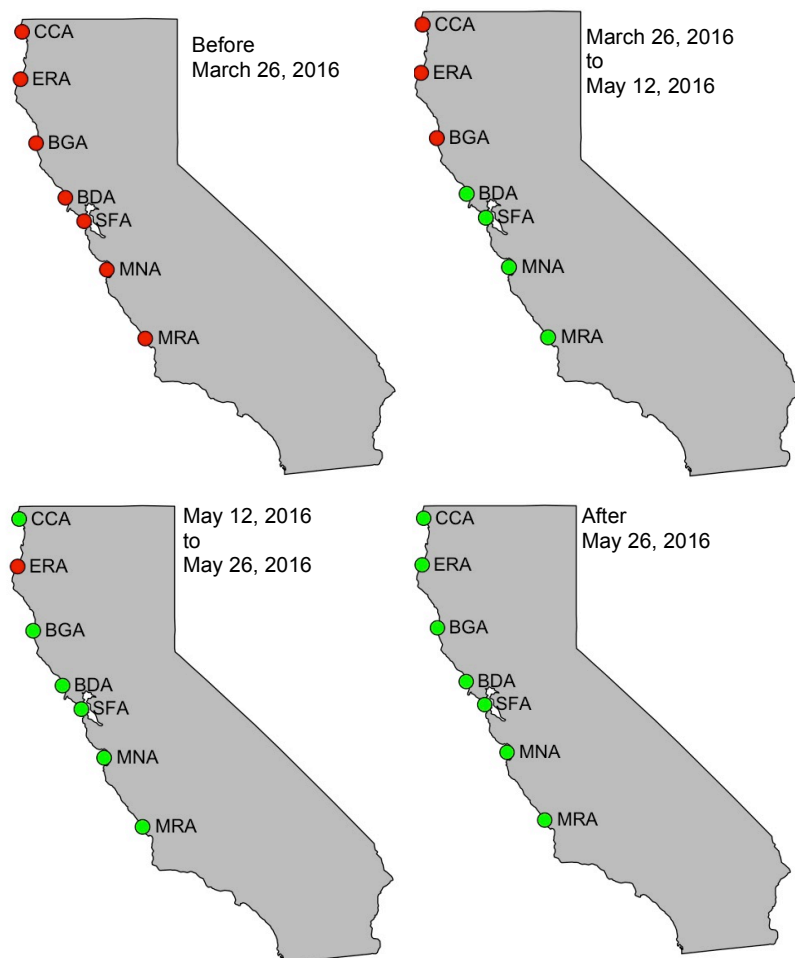 CCA
Before
March 26, 2016
ERA
BGA
BDA
SFA
MNA
MRA
CCA
March 26, 2016
to
May 12, 2016
ERA
BGA
BDA
SFA
MNA
MRA
CCA
May 12, 2016
to
May 26, 2016
ERA
BGA
BDA
SFA
MNA
MRA
CCA
After
May 26, 2016
ERA
BGA
BDA
SFA
MNA
MRA